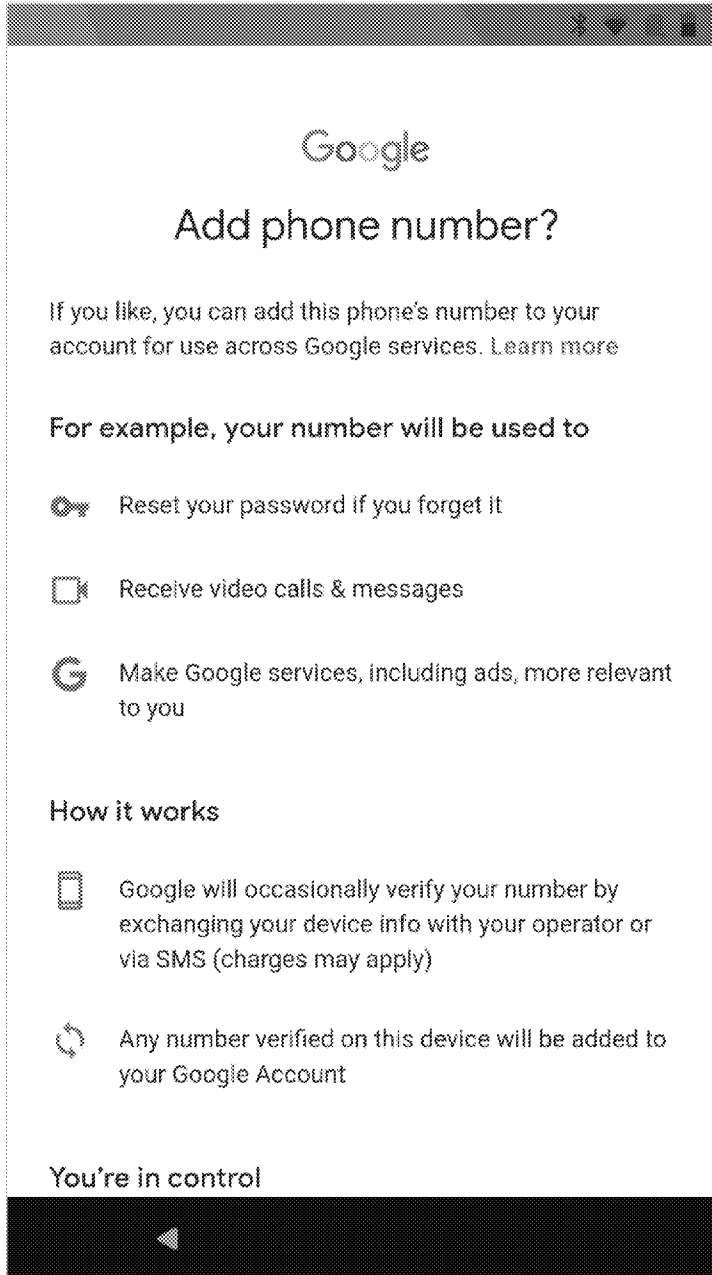 Google
Add phone number?
If you like, you can add this phone's number to your
account for use across Google services. Learn more
For example, your number will be used to
Reset your password if you forget it
Receive video calls & messages
Make Google services, including ads, more relevant
to you
How it works
Google will occasionally verify your number by
exchanging your device info with your operator or
via SMS (charges may apply)
Any number verified on this device will be added to
your Google Account
You're in control